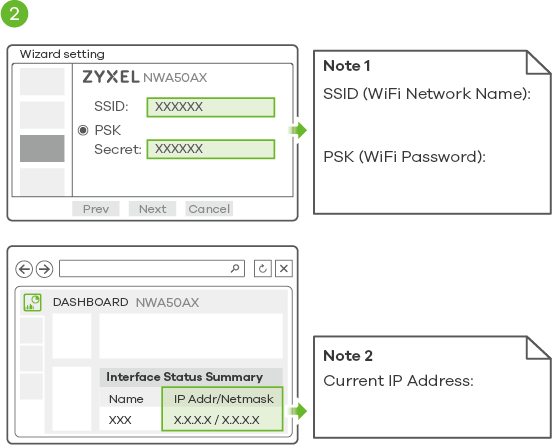 2
Wizard setting
ZYXEL NWA50AX
SSID: XXXXXX
PSK
Secret: XXXXXX
Prev Next Cancel
Note 1
SSID (WiFi Network Name):
PSK (WiFi Password):
DASHBOARD NWA50AX
Interface Status Summary
Name IP Addr/Netmask
XXX X.X.X.X / X.X.X.X
Note 2
Current IP Address: